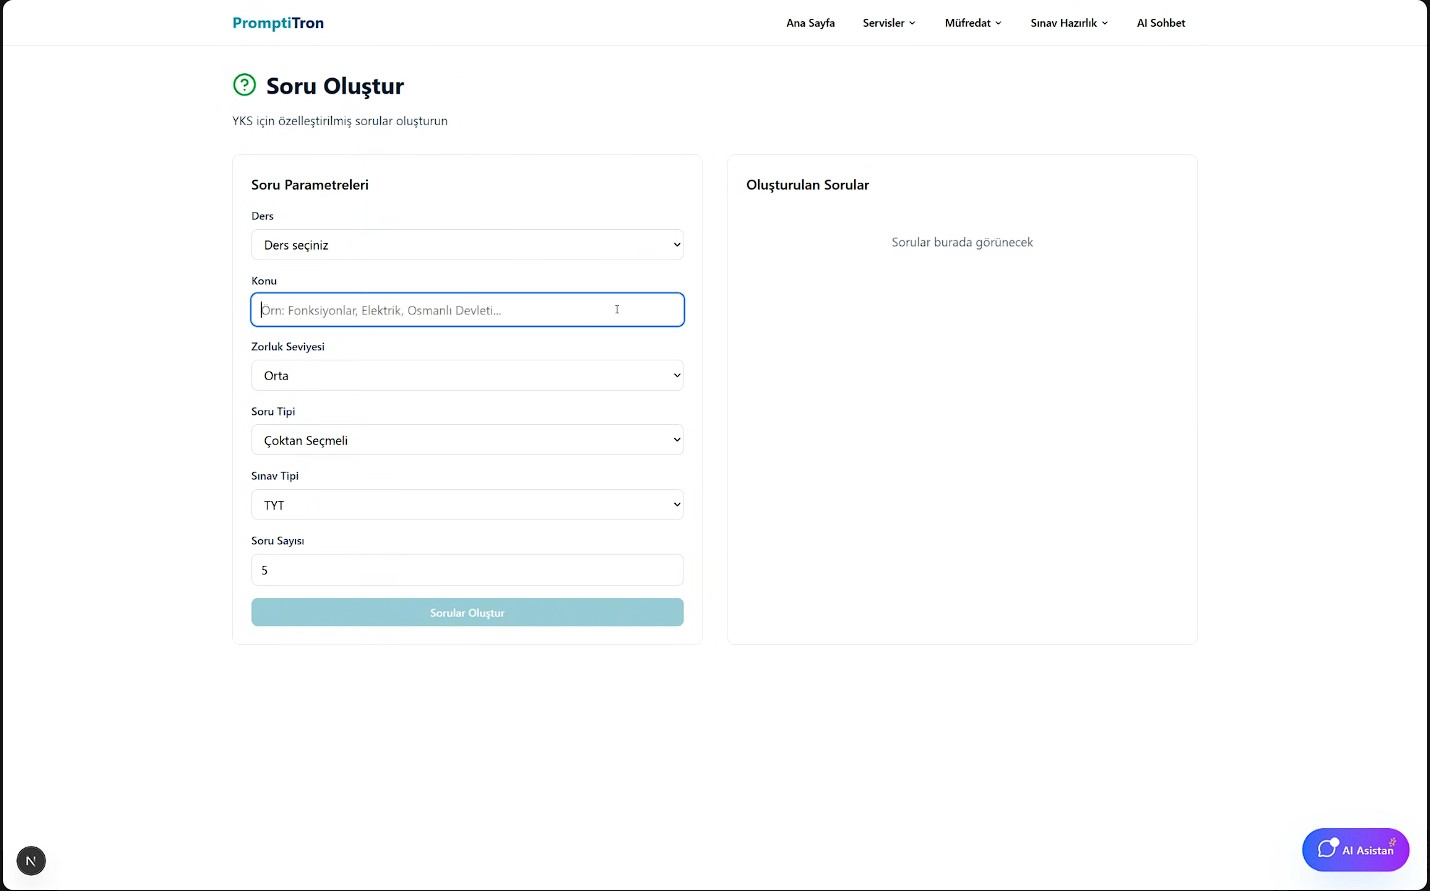 PromptiTron
Ana Sayfa
Servisler
Müfredat
Sınav Hazırlık
AI Sohbet
Soru Oluştur
YKS için özelleştirilmiş sorular oluşturun
Soru Parametreleri
Ders
Ders seçiniz
Konu
Örn: Fonksiyonlar, Elektrik, Osmanlı Devleti...
Zorluk Seviyesi
Orta
Soru Tipi
Çoktan Seçmeli
Sınav Tipi
TYT
Soru Sayısı
5
Sorular Oluştur
Oluşturulan Sorular
Sorular burada görünecek
N
AI Asistan